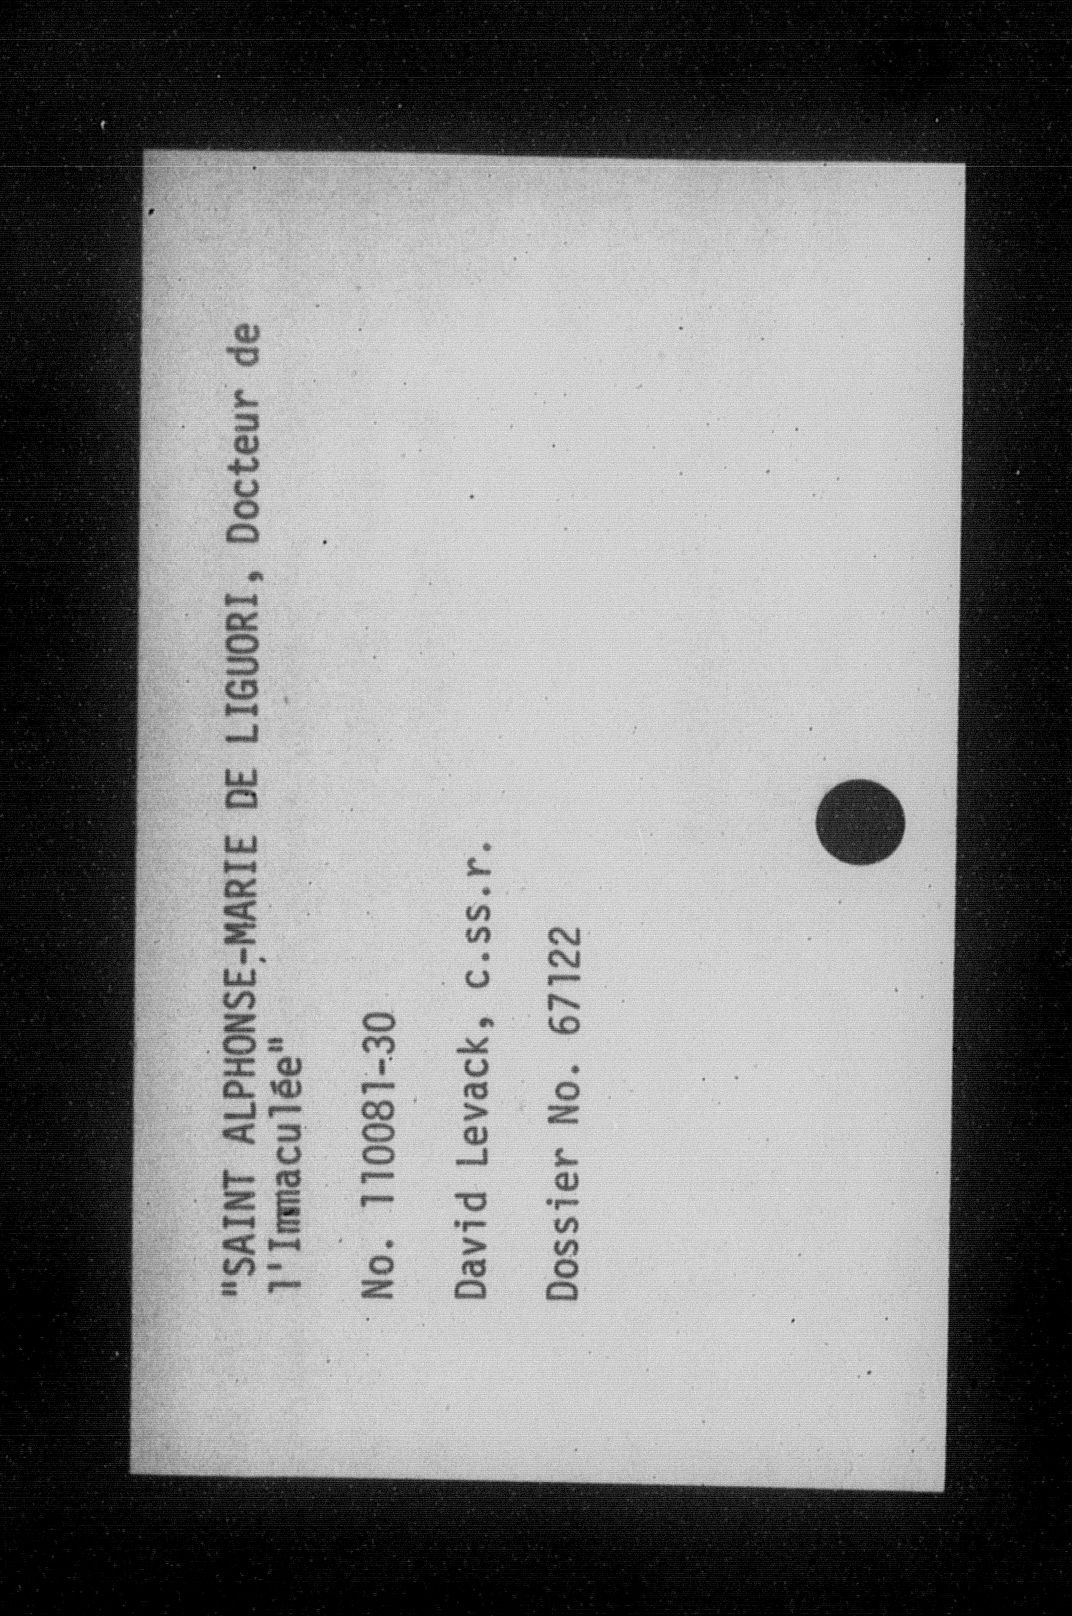 "SAINT ALPHONSE-MARIE DE LIGUORI, Docteur de
l'Immaculée"
No. 110081-30
David Levack, c.ss.r.
Dossier No. 67122